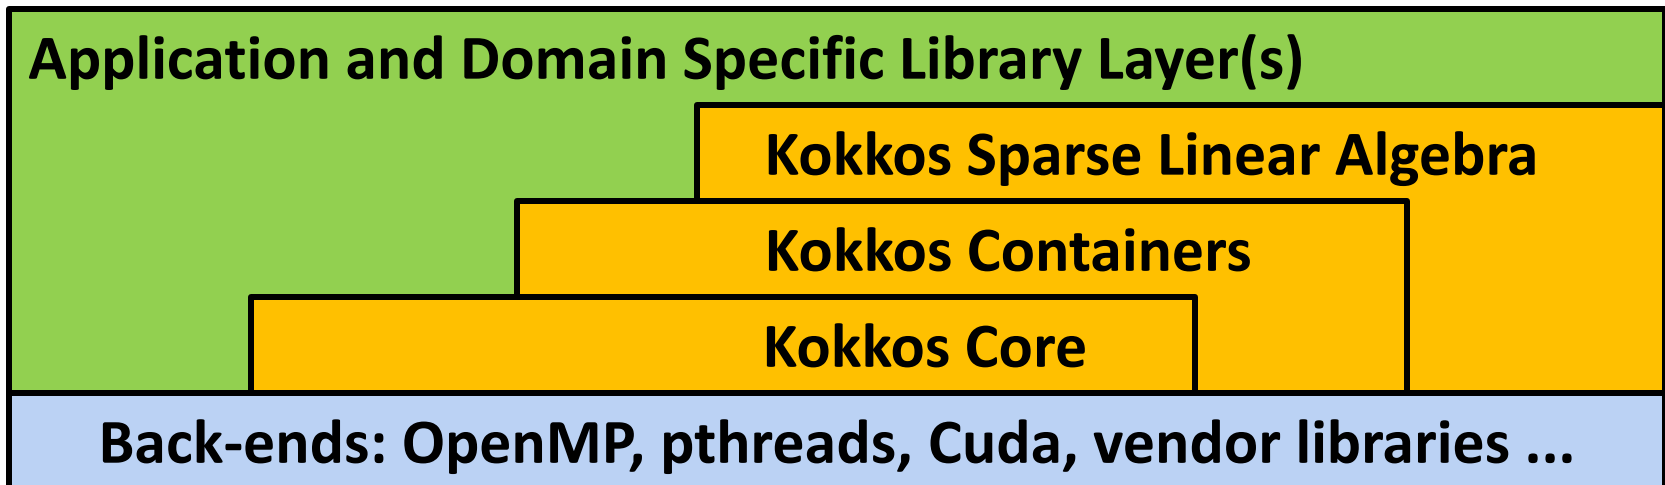 Application and Domain Specific Library Layer(s)
Kokkos Sparse Linear Algebra
Kokkos Containers
Kokkos Core
Back-ends: OpenMP, pthreads, Cuda, vendor libraries ...